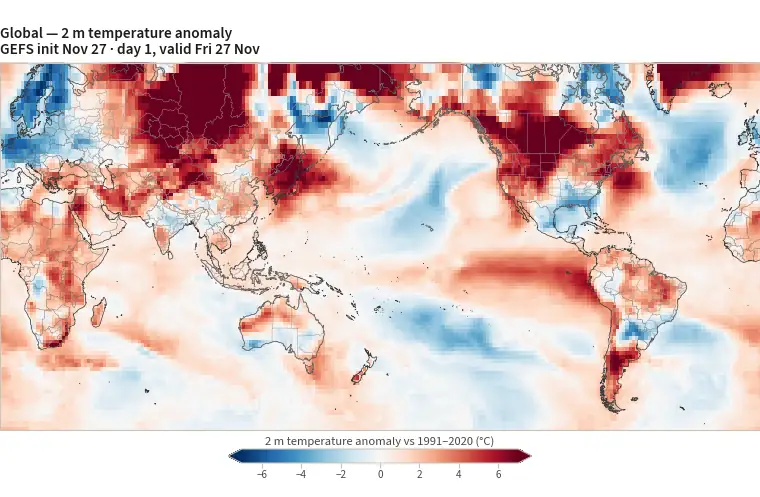 Global — 2 m temperature anomaly
GEFS init Nov 27 · day 1, valid Fri 27 Nov
2 m temperature anomaly vs 1991–2020 (°C)
−6 −4 −2 0 2 4 6